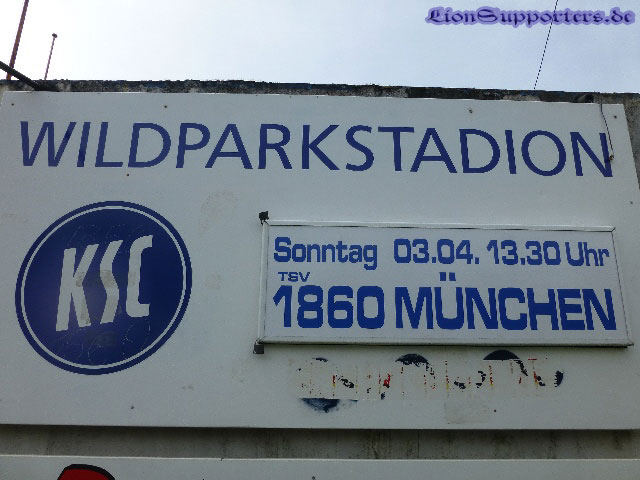 LionSupporters.de
WILDPARKSTADION
KSC
Sonntag 03.04. 13.30 Uhr
TSV
1860 MÜNCHEN